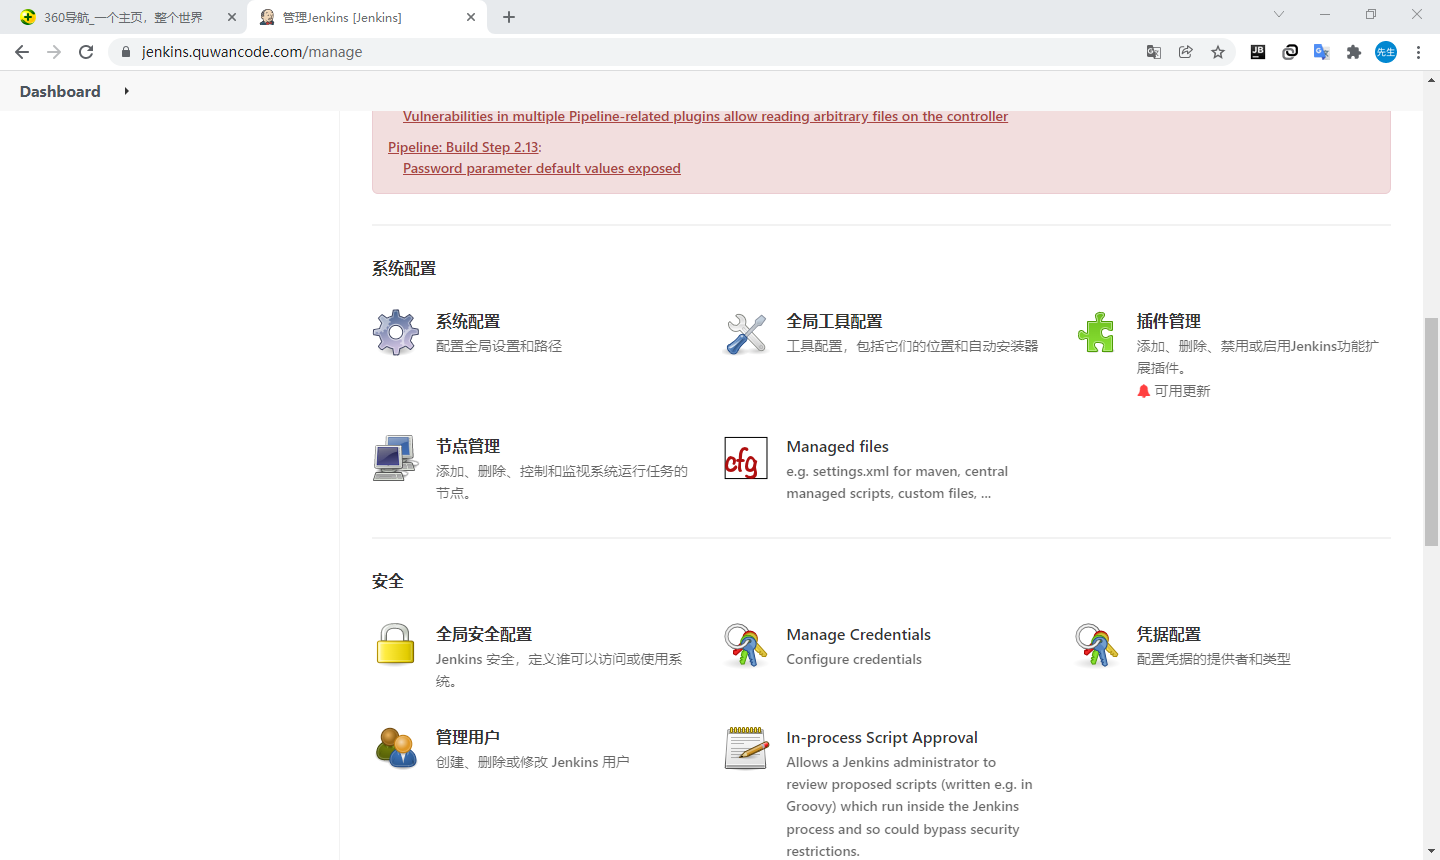 360导航_一个主页，整个世界
管理Jenkins [Jenkins]
jenkins.quwancode.com/manage
JB
先生
Dashboard
Vulnerabilities in multiple Pipeline-related plugins allow reading arbitrary files on the controller
Pipeline: Build Step 2.13:
Password parameter default values exposed
系统配置
系统配置
配置全局设置和路径
全局工具配置
工具配置，包括它们的位置和自动安装器
插件管理
添加、删除、禁用或启用Jenkins功能扩
展插件。
可用更新
节点管理
添加、删除、控制和监视系统运行任务的
节点。
cfg
Managed files
e.g. settings.xml for maven, central
managed scripts, custom files, ...
安全
全局安全配置
Jenkins 安全，定义谁可以访问或使用系
统。
Manage Credentials
Configure credentials
凭据配置
配置凭据的提供者和类型
管理用户
创建、删除或修改 Jenkins 用户
In-process Script Approval
Allows a Jenkins administrator to
review proposed scripts (written e.g. in
Groovy) which run inside the Jenkins
process and so could bypass security
restrictions.